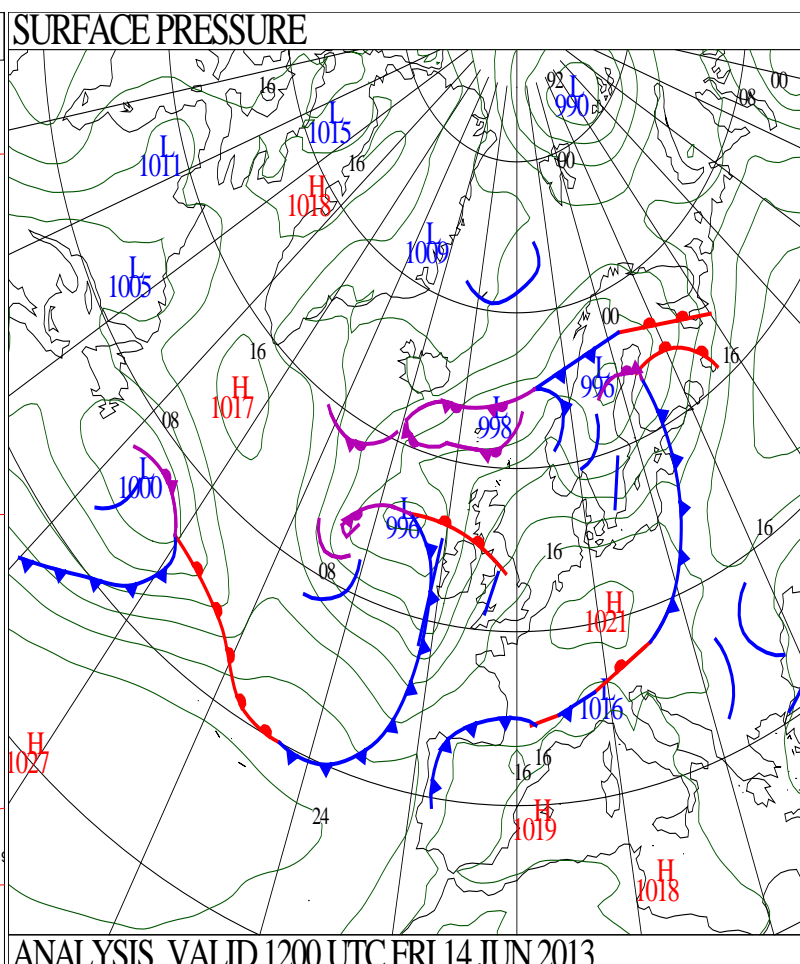 SURFACE PRESSURE
92
L
990
00
08
16
L
1015
L
1011
16
90
H
1018
L
1009
L
1005
00
16
16
L
996
H
1017
08
L
998
L
1000
L
996
16
16
08
H
1021
L
1016
H
1027
16
16
24
H
1019
H
1018
ANALYSIS VALID 1200 UTC FRI 14 JUN 2013